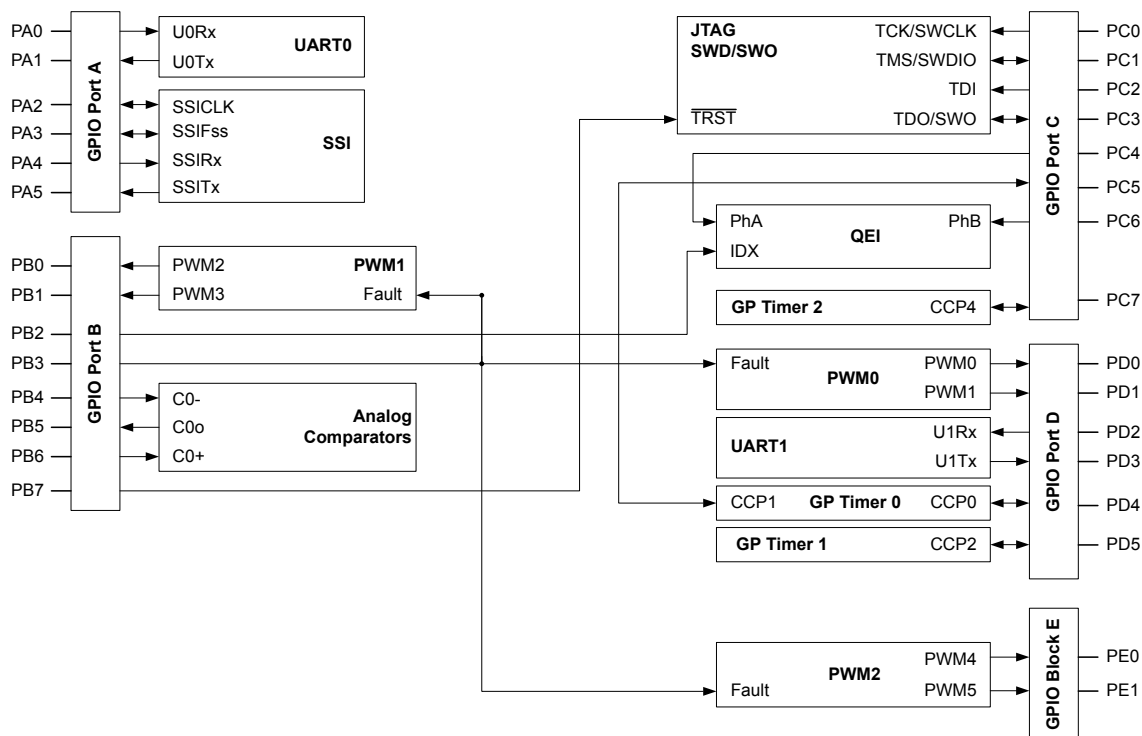 PA0
PA1
PA2
PA3
PA4
PA5
GPIO Port A
U0Rx
U0Tx
UART0
SSICLK
SSIFss
SSIRx
SSITx
SSI
PB0
PB1
PB2
PB3
PB4
PB5
PB6
PB7
GPIO Port B
PWM2
PWM3
PWM1
Fault
C0-
C0o
C0+
Analog
Comparators
JTAG
SWD/SWO
TRST
TCK/SWCLK
TMS/SWDIO
TDI
TDO/SWO
PhA
IDX
QEI
PhB
GP Timer 2
CCP4
GPIO Port C
PC0
PC1
PC2
PC3
PC4
PC5
PC6
PC7
Fault
PWM0
PWM0
PWM1
UART1
U1Rx
U1Tx
CCP1
GP Timer 0
CCP0
GP Timer 1
CCP2
GPIO Port D
PD0
PD1
PD2
PD3
PD4
PD5
Fault
PWM2
PWM4
PWM5
GPIO Block E
PE0
PE1